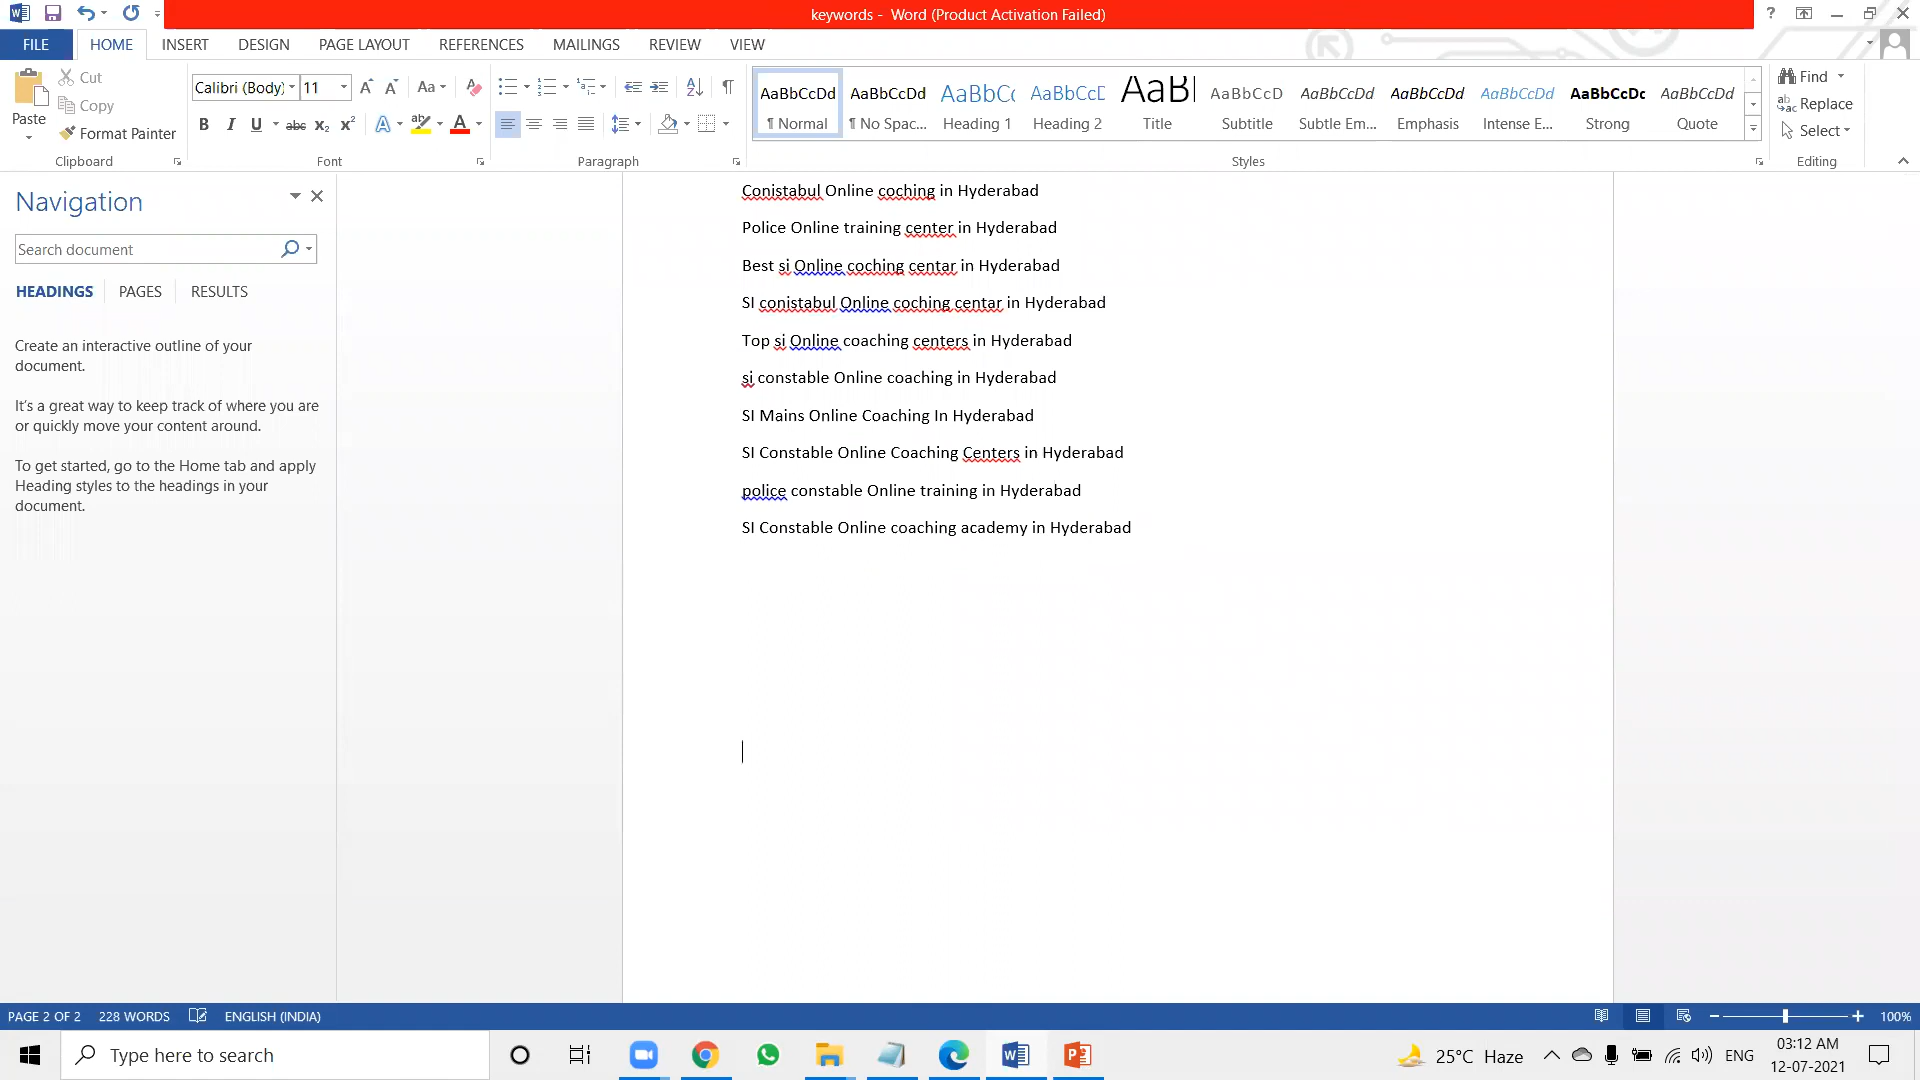 keywords - Word (Product Activation Failed)
FILE HOME INSERT DESIGN PAGE LAYOUT REFERENCES MAILINGS REVIEW VIEW
Paste
Cut
Copy
Format Painter
Clipboard
Calibri (Body) 11
Font
Paragraph
AaBbCcDd AaBbCcDd AaBbCc AaBbCcD AaB AaBbCcD AaBbCcDd AaBbCcDd AaBbCcDd AaBbCcDc AaBbCcDd
¶ Normal ¶ No Spac... Heading 1 Heading 2 Title Subtitle Subtle Em... Emphasis Intense E... Strong Quote
Styles
Find
Replace
Select
Editing
Navigation
Search document
HEADINGS PAGES RESULTS
Create an interactive outline of your
document.
It's a great way to keep track of where you are
or quickly move your content around.
To get started, go to the Home tab and apply
Heading styles to the headings in your
document.
Conistabul Online coching in Hyderabad
Police Online training center in Hyderabad
Best si Online coching centar in Hyderabad
SI conistabul Online coching centar in Hyderabad
Top si Online coaching centers in Hyderabad
si constable Online coaching in Hyderabad
SI Mains Online Coaching In Hyderabad
SI Constable Online Coaching Centers in Hyderabad
police constable Online training in Hyderabad
SI Constable Online coaching academy in Hyderabad
PAGE 2 OF 2 228 WORDS ENGLISH (INDIA) 100%
Type here to search
25°C Haze
ENG
03:12 AM
12-07-2021